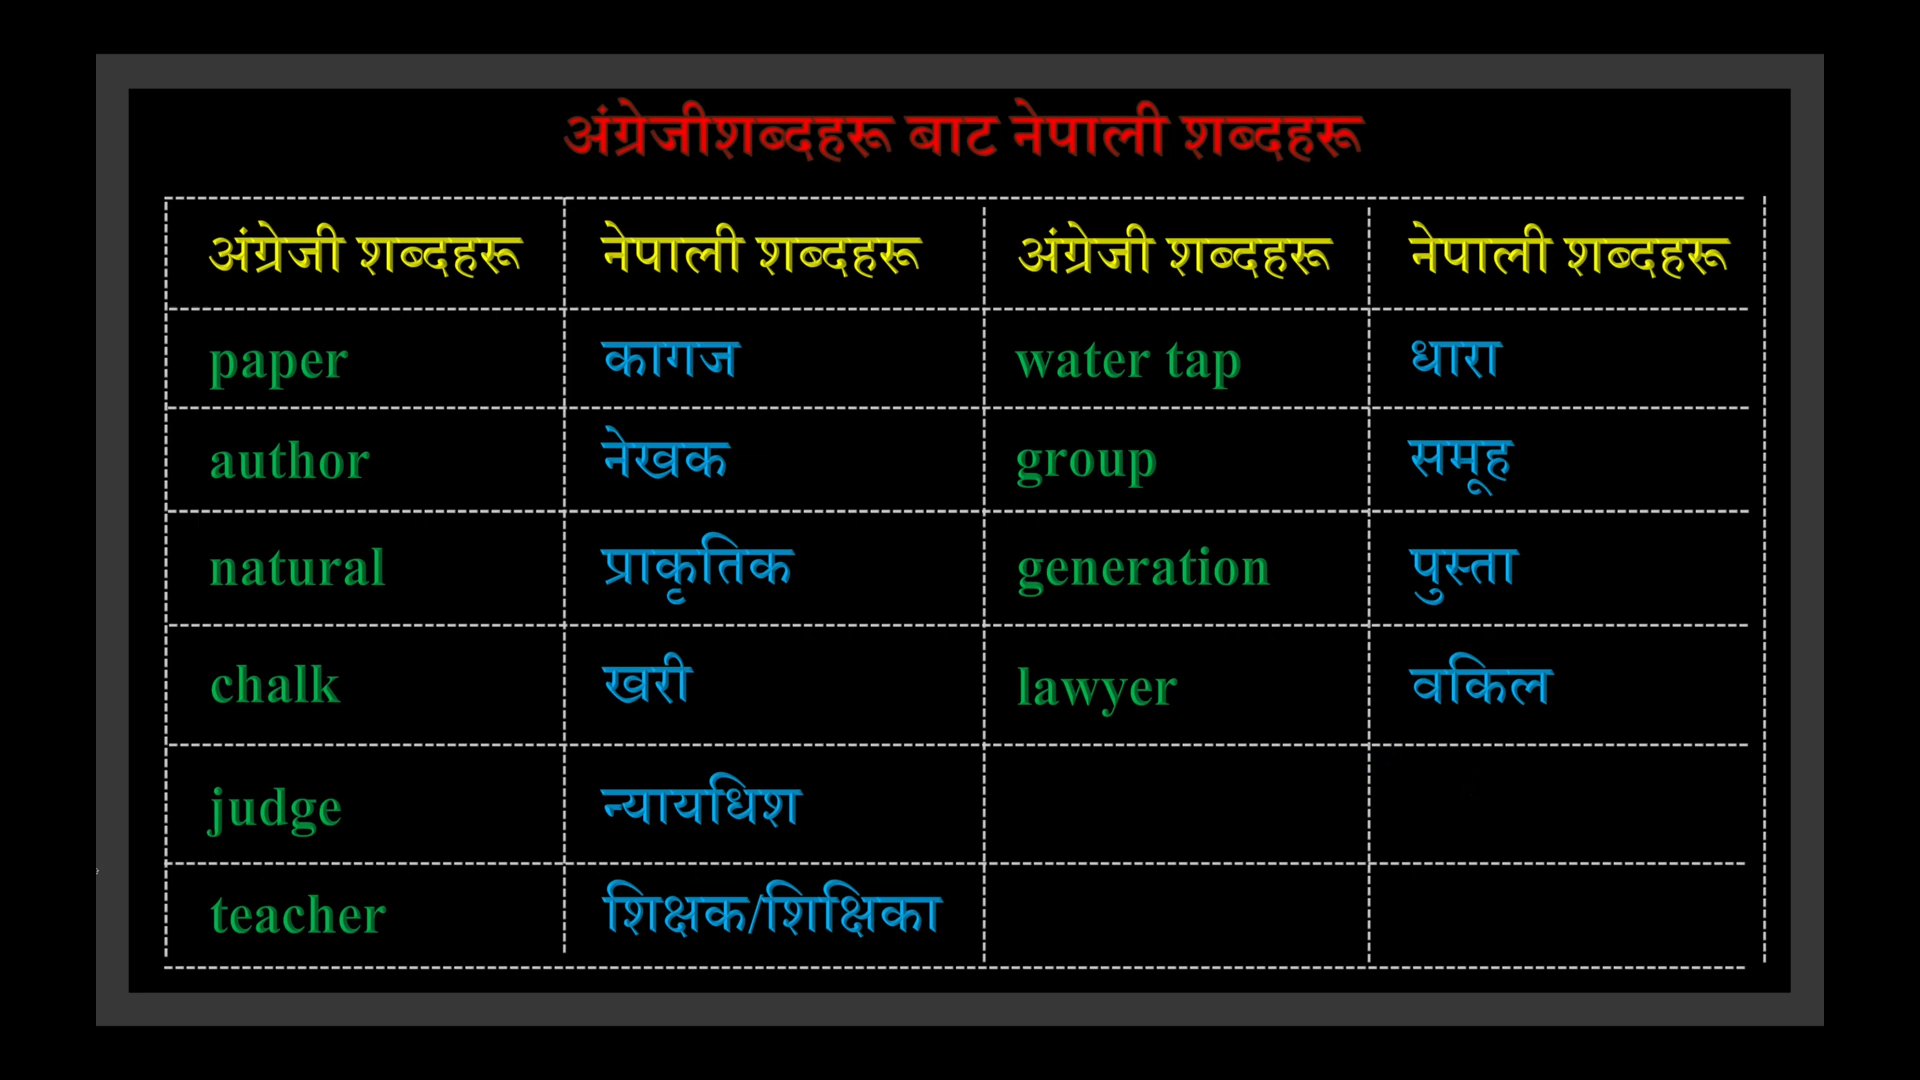 अंग्रेजीशब्दहरू बाट नेपाली शब्दहरू
अंग्रेजी शब्दहरू नेपाली शब्दहरू अंग्रेजी शब्दहरू नेपाली शब्दहरू
paper कागज water tap धारा
author नेखक group समूह
natural प्राकृतिक generation पुस्ता
chalk खरी lawyer वकिल
judge न्यायधिश
teacher शिक्षक/शिक्षिका